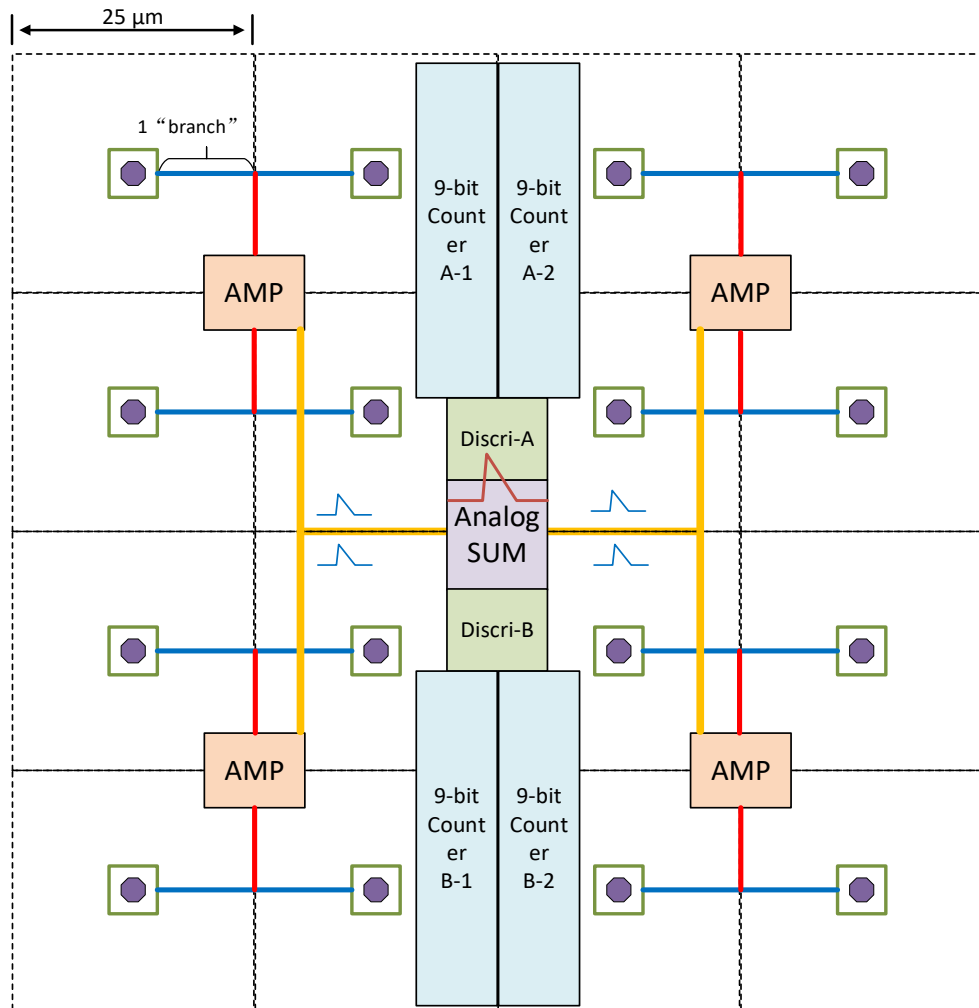 25 µm
1 “branch”
9-bit
Count
er
A-1
9-bit
Count
er
A-2
AMP
AMP
Discri-A
Analog
SUM
Discri-B
AMP
AMP
9-bit
Count
er
B-1
9-bit
Count
er
B-2